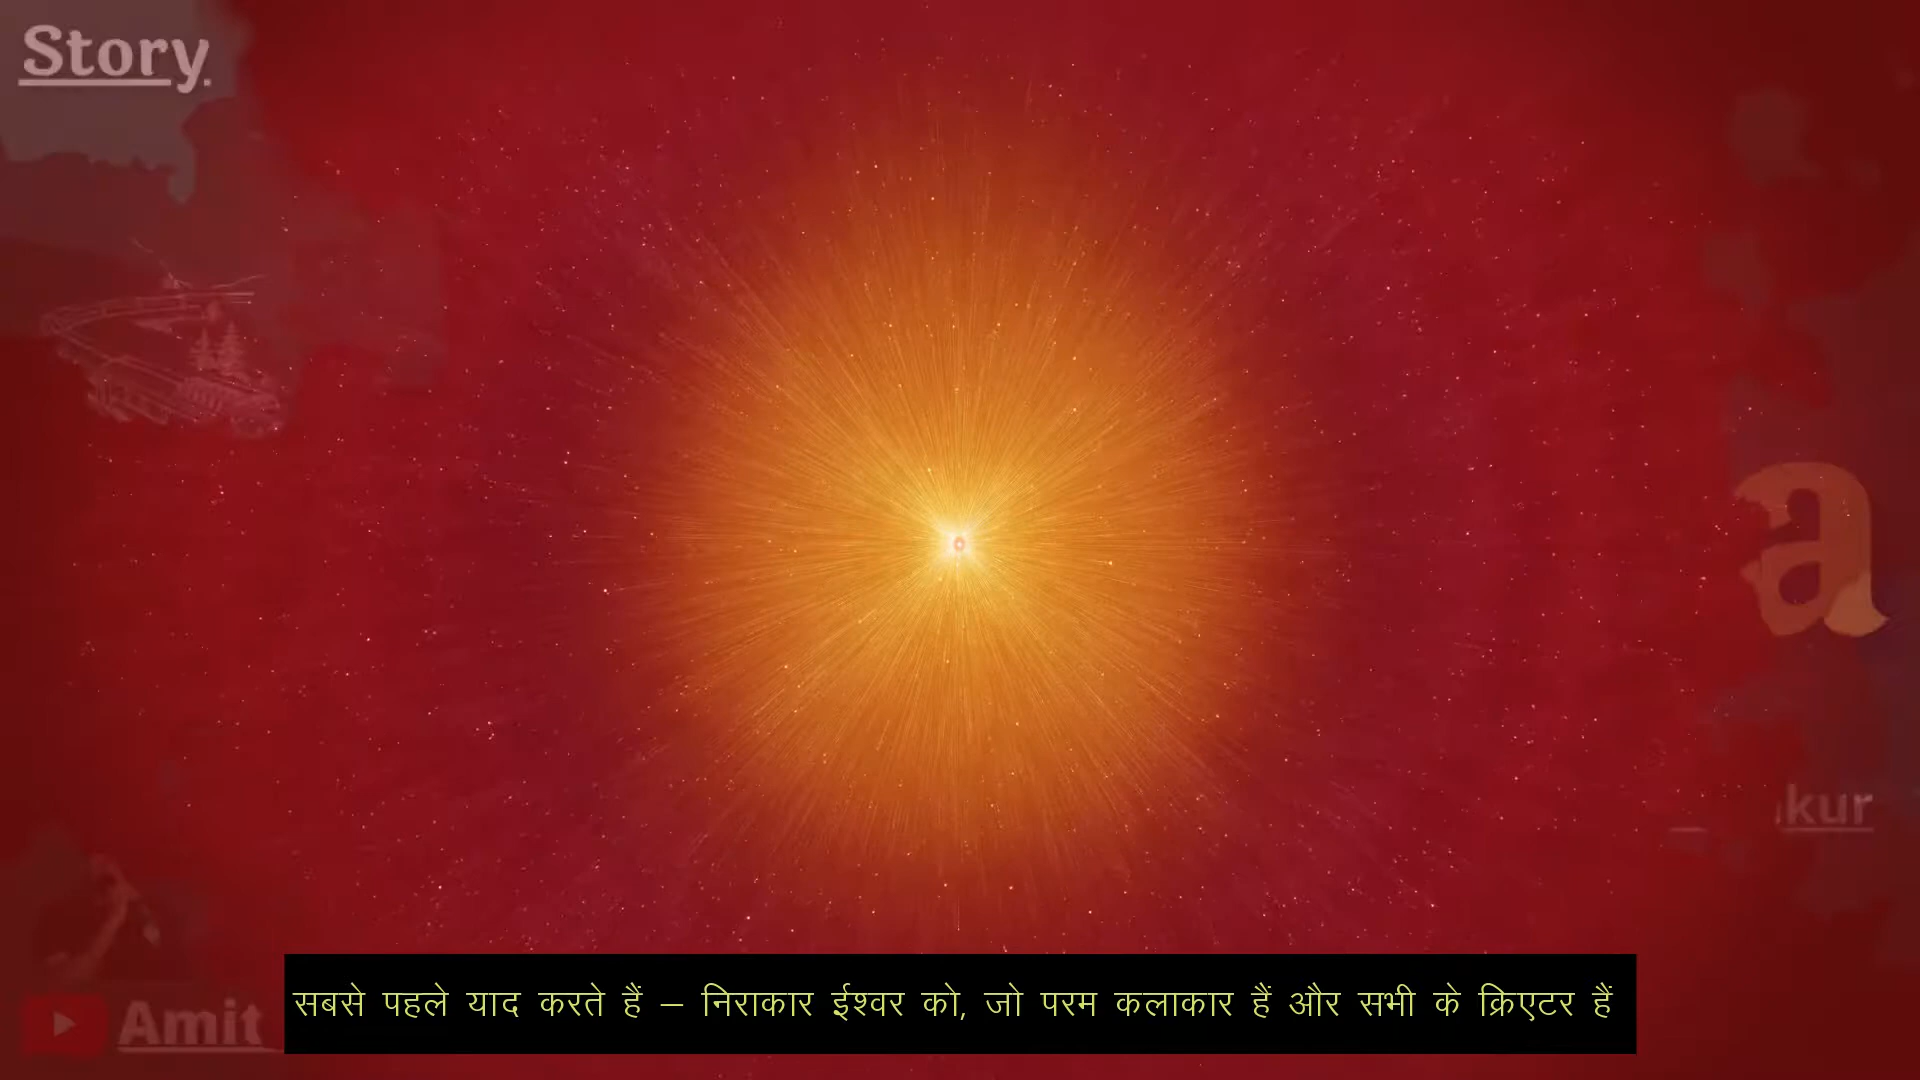 Story.
a
kur
Amit
सबसे पहले याद करते हैं – निराकार ईश्वर को, जो परम कलाकार हैं और सभी के क्रिएटर हैं